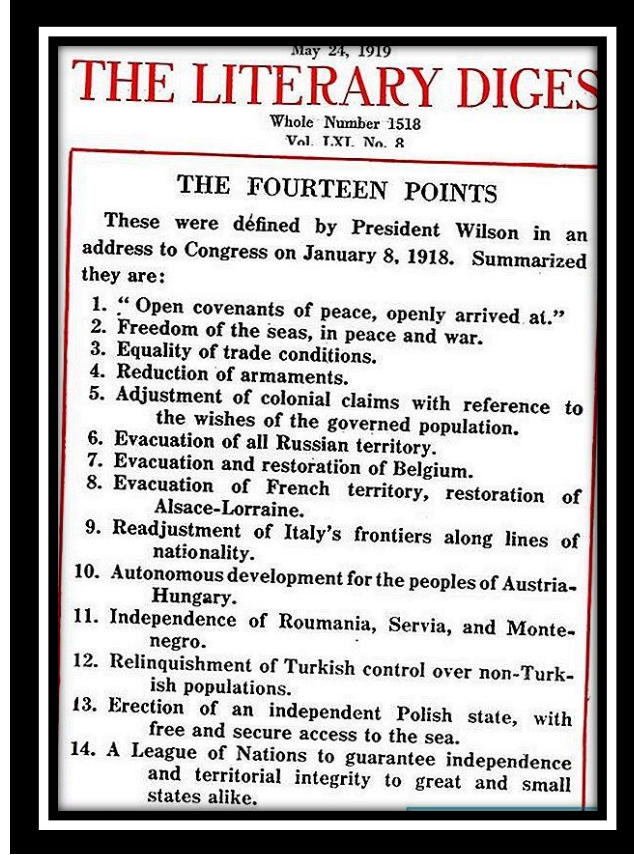 May 24, 1919
THE LITERARY DIGES
Whole Number 1518
Vol. LXI. No. 8
THE FOURTEEN POINTS
These were défined by President Wilson in an
address to Congress on January 8, 1918. Summarized
they are:
1. “ Open covenants of peace, openly arrived at.”
2. Freedom of the seas, in peace and war.
3. Equality of trade conditions.
4. Reduction of armaments.
5. Adjustment of colonial claims with reference to
the wishes of the governed population.
6. Evacuation of all Russian territory.
7. Evacuation and restoration of Belgium.
8. Evacuation of French territory, restoration of
Alsace-Lorraine.
9. Readjustment of Italy's frontiers along lines of
nationality.
10. Autonomous development for the peoples of Austria-
Hungary.
11. Independence of Roumania, Servia, and Monte-
negro.
12. Relinquishment of Turkish control over non-Turk-
ish populations.
13. Erection of an independent Polish state, with
free and secure access to the sea.
14. A League of Nations to guarantee independence
and territorial integrity to great and small
states alike.